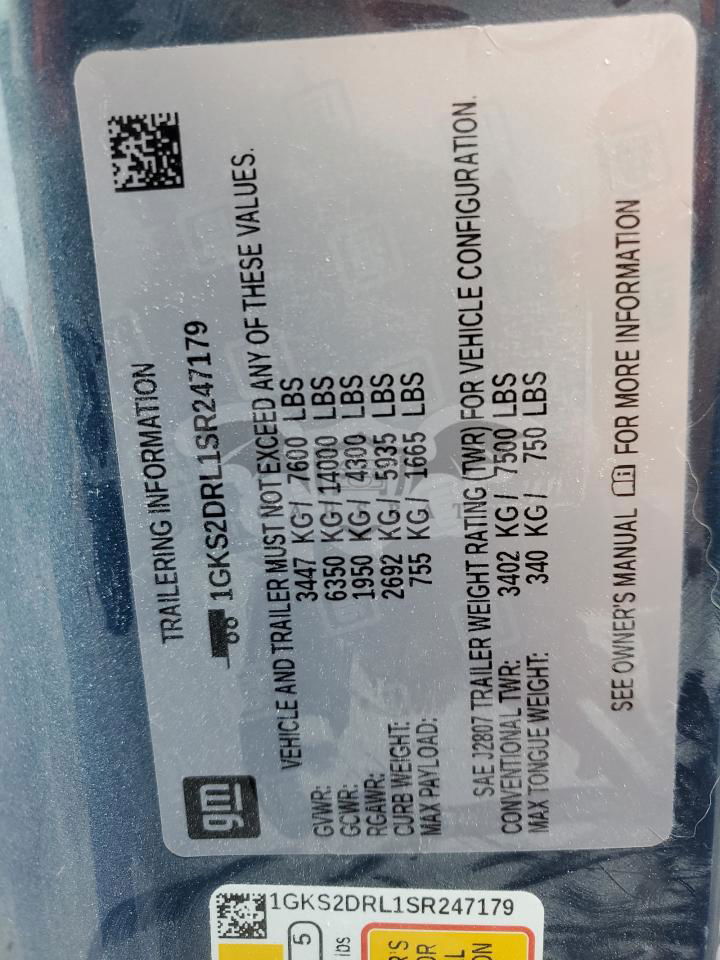 TRAILERING INFORMATION
1GKS2DRL1SR247179
gm
VEHICLE AND TRAILER MUST NOT EXCEED ANY OF THESE VALUES.
GVWR: 3447 KG / 7600 LBS
GCWR: 6350 KG / 14000 LBS
RGAWR: 1950 KG / 4300 LBS
CURB WEIGHT: 2692 KG / 5935 LBS
MAX PAYLOAD: 755 KG / 1665 LBS
SAE J2807 TRAILER WEIGHT RATING (TWR) FOR VEHICLE CONFIGURATION.
CONVENTIONAL TWR: 3402 KG / 7500 LBS
MAX TONGUE WEIGHT: 340 KG / 750 LBS
SEE OWNER'S MANUAL FOR MORE INFORMATION
1GKS2DRL1SR247179
5